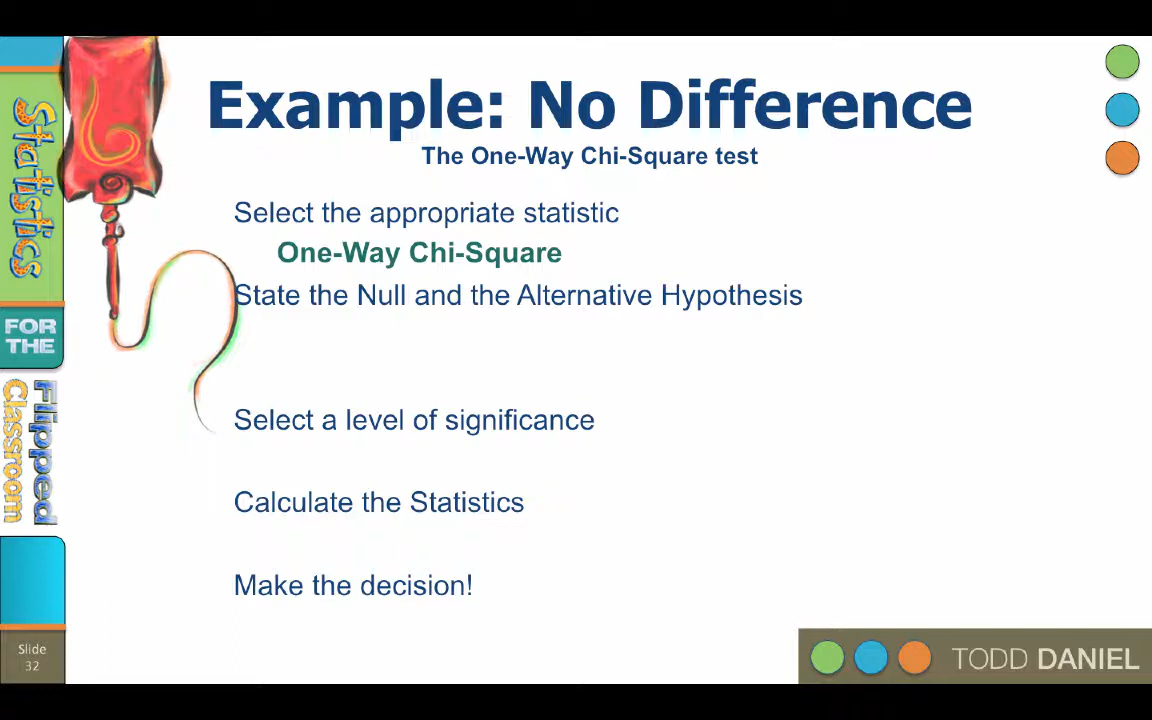 Statistics
FOR THE
Flipped
Classroom
Example: No Difference
The One-Way Chi-Square test
Select the appropriate statistic
One-Way Chi-Square
State the Null and the Alternative Hypothesis
Select a level of significance
Calculate the Statistics
Make the decision!
Slide
32
TODD DANIEL